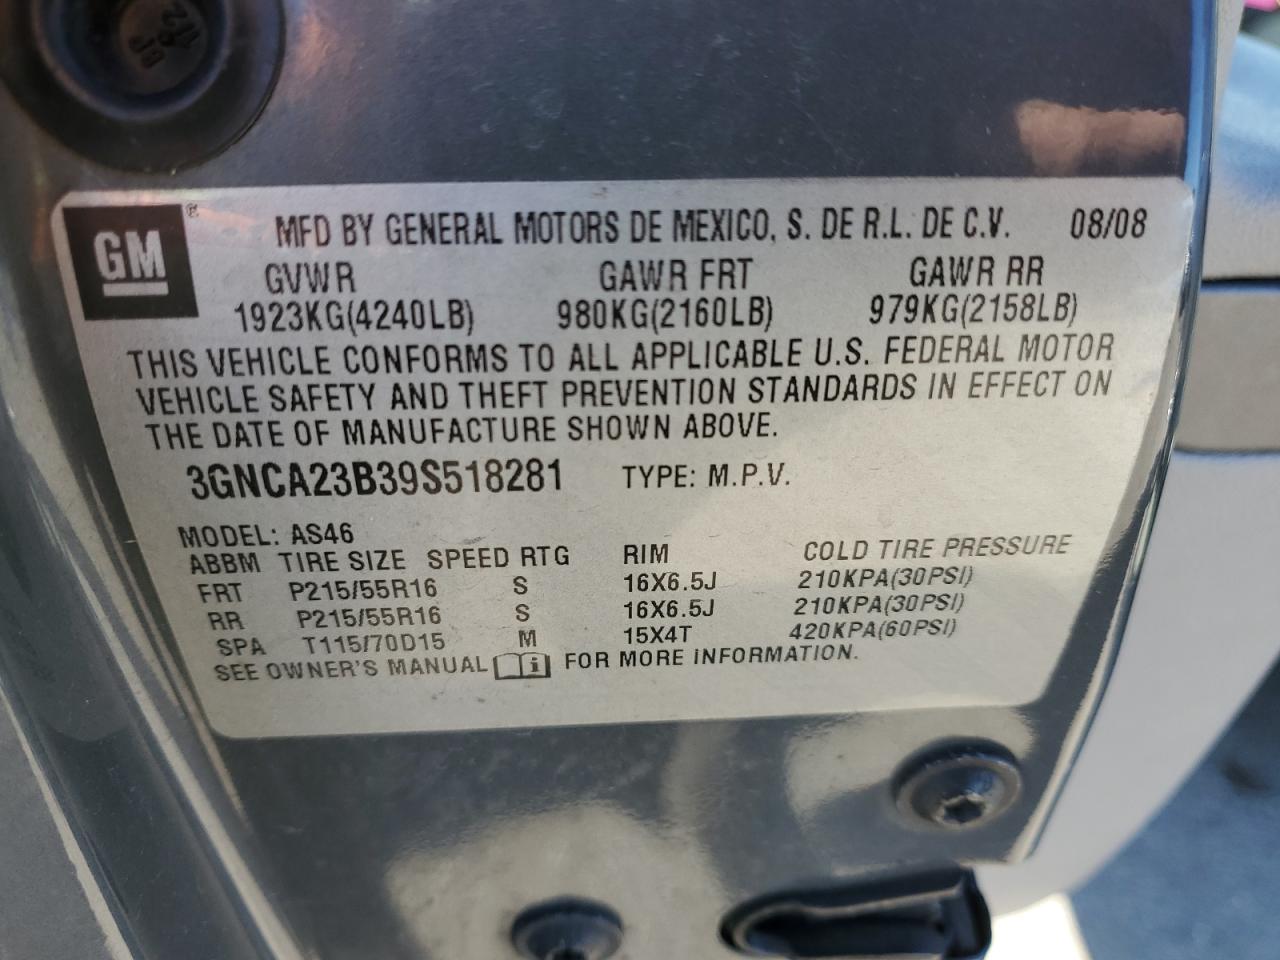 GM
MFD BY GENERAL MOTORS DE MEXICO, S. DE R.L. DE C.V. 08/08
GVWR GAWR FRT GAWR RR
1923KG(4240LB) 980KG(2160LB) 979KG(2158LB)
THIS VEHICLE CONFORMS TO ALL APPLICABLE U.S. FEDERAL MOTOR
VEHICLE SAFETY AND THEFT PREVENTION STANDARDS IN EFFECT ON
THE DATE OF MANUFACTURE SHOWN ABOVE.
3GNCA23B39S518281 TYPE: M.P.V.
MODEL: AS46
ABBM TIRE SIZE SPEED RTG RIM COLD TIRE PRESSURE
FRT P215/55R16 S 16X6.5J 210KPA(30PSI)
RR P215/55R16 S 16X6.5J 210KPA(30PSI)
SPA T115/70D15 M 15X4T 420KPA(60PSI)
SEE OWNER'S MANUAL i FOR MORE INFORMATION.